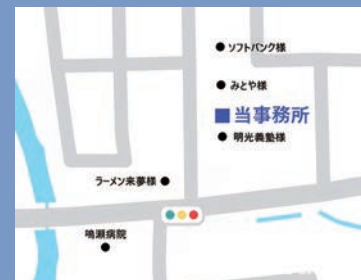 ソフトバンク様
みとや様
当事務所
明光義塾様
ラーメン来夢様
鳴瀬病院